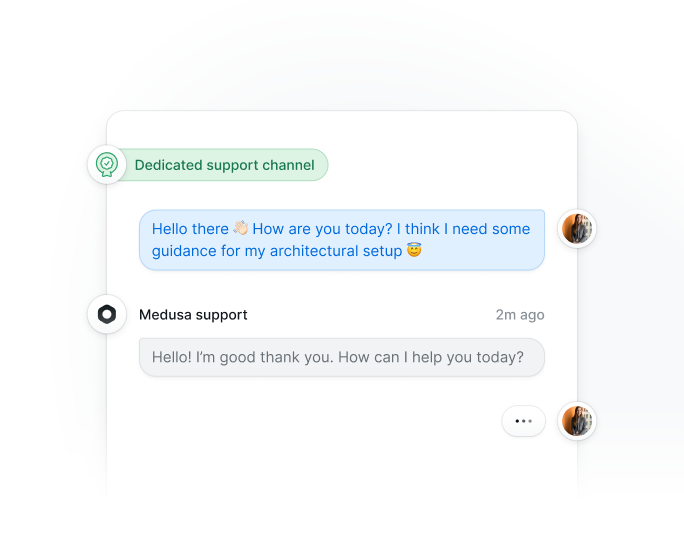 Dedicated support channel
Hello there 👋🏻 How are you today? I think I need some
guidance for my architectural setup 😇
Medusa support
2m ago
Hello! I’m good thank you. How can I help you today?